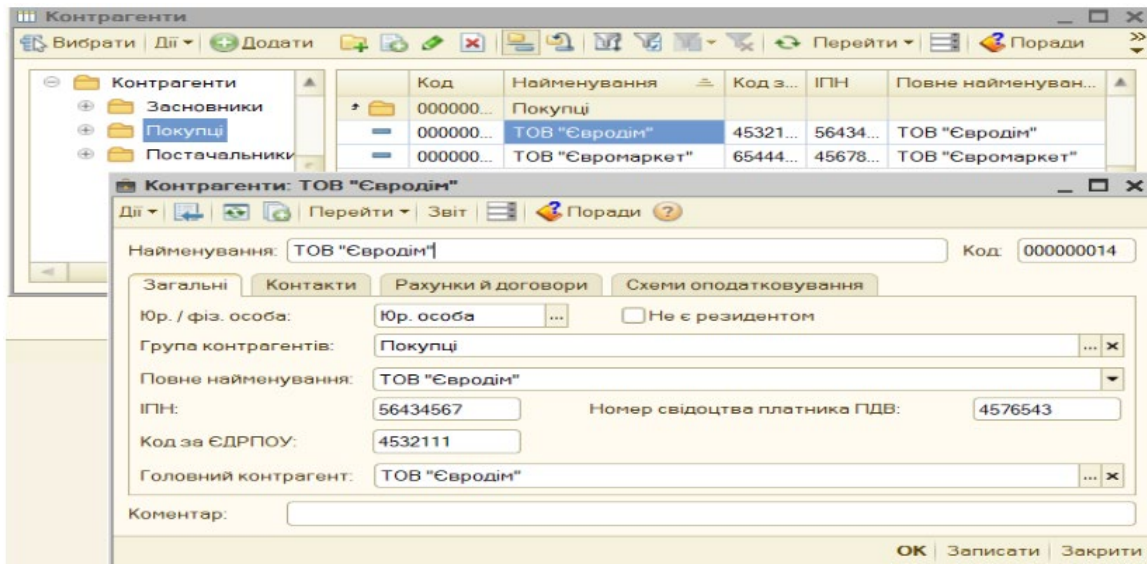 Контрагенти
Вибрати Дії Додати Перейти Поради
Контрагенти
Засновники
Покупці
Постачальники
Код Найменування Код з... ІПН Повне найменуван...
000000... Покупці
000000... ТОВ "Євродім" 45321... 56434... ТОВ "Євродім"
000000... ТОВ "Євромаркет" 65444... 45678... ТОВ "Євромаркет"
Контрагенти: ТОВ "Євродім"
Дії Перейти Звіт Поради
Найменування: ТОВ "Євродім" Код: 000000014
Загальні Контакти Рахунки й договори Схеми оподатковування
Юр. / фіз. особа: Юр. особа ... Не є резидентом
Група контрагентів: Покупці ...
Повне найменування: ТОВ "Євродім"
ІПН: 56434567 Номер свідоцтва платника ПДВ: 4576543
Код за ЄДРПОУ: 4532111
Головний контрагент: ТОВ "Євродім" ...
Коментар:
OK Записати Закрити